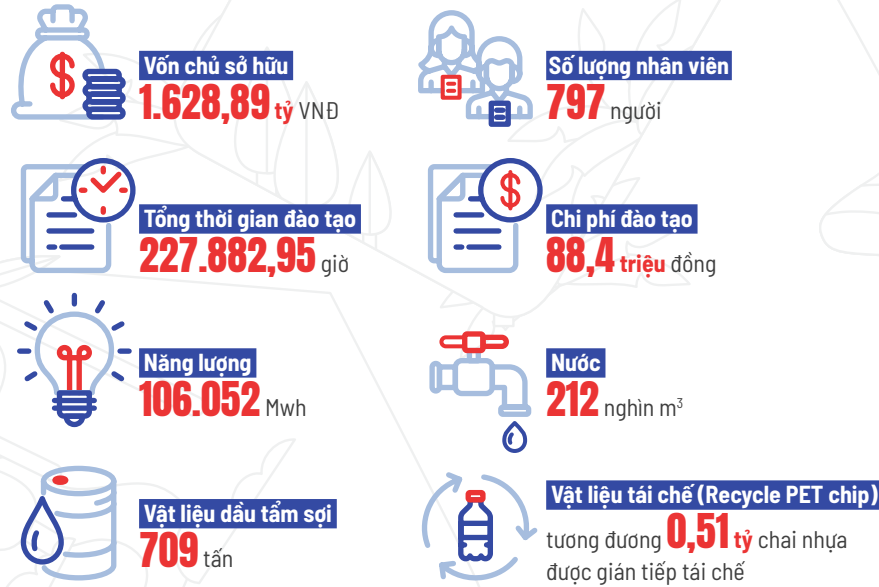 Vốn chủ sở hữu
1.628,89 tỷ VNĐ
Số lượng nhân viên
797 người
Tổng thời gian đào tạo
227.882,95 giờ
Chi phí đào tạo
88,4 triệu đồng
Năng lượng
106.052 Mwh
Nước
212 nghìn m³
Vật liệu dầu tẩm sợi
709 tấn
Vật liệu tái chế (Recycle PET chip)
tương đương 0,51 tỷ chai nhựa
được gián tiếp tái chế